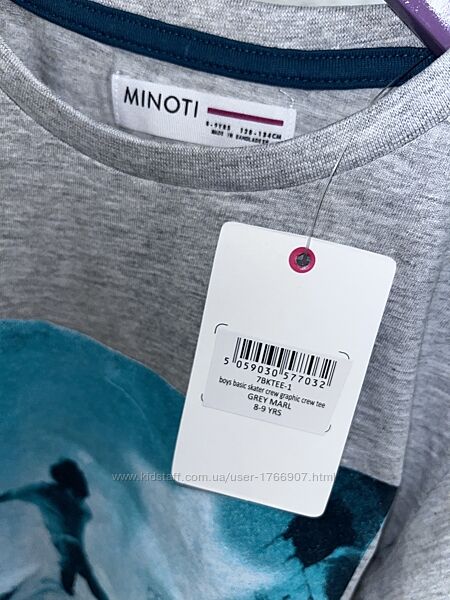 MINOTI
8-9YRS 128-134CM
MADE IN BANGLADESH
5 059030 577032
7BKTEE-1
boys basic skater crew graphic crew tee
GREY MARL
8-9 YRS
www.kidstaff.com.ua/user-1766907.html